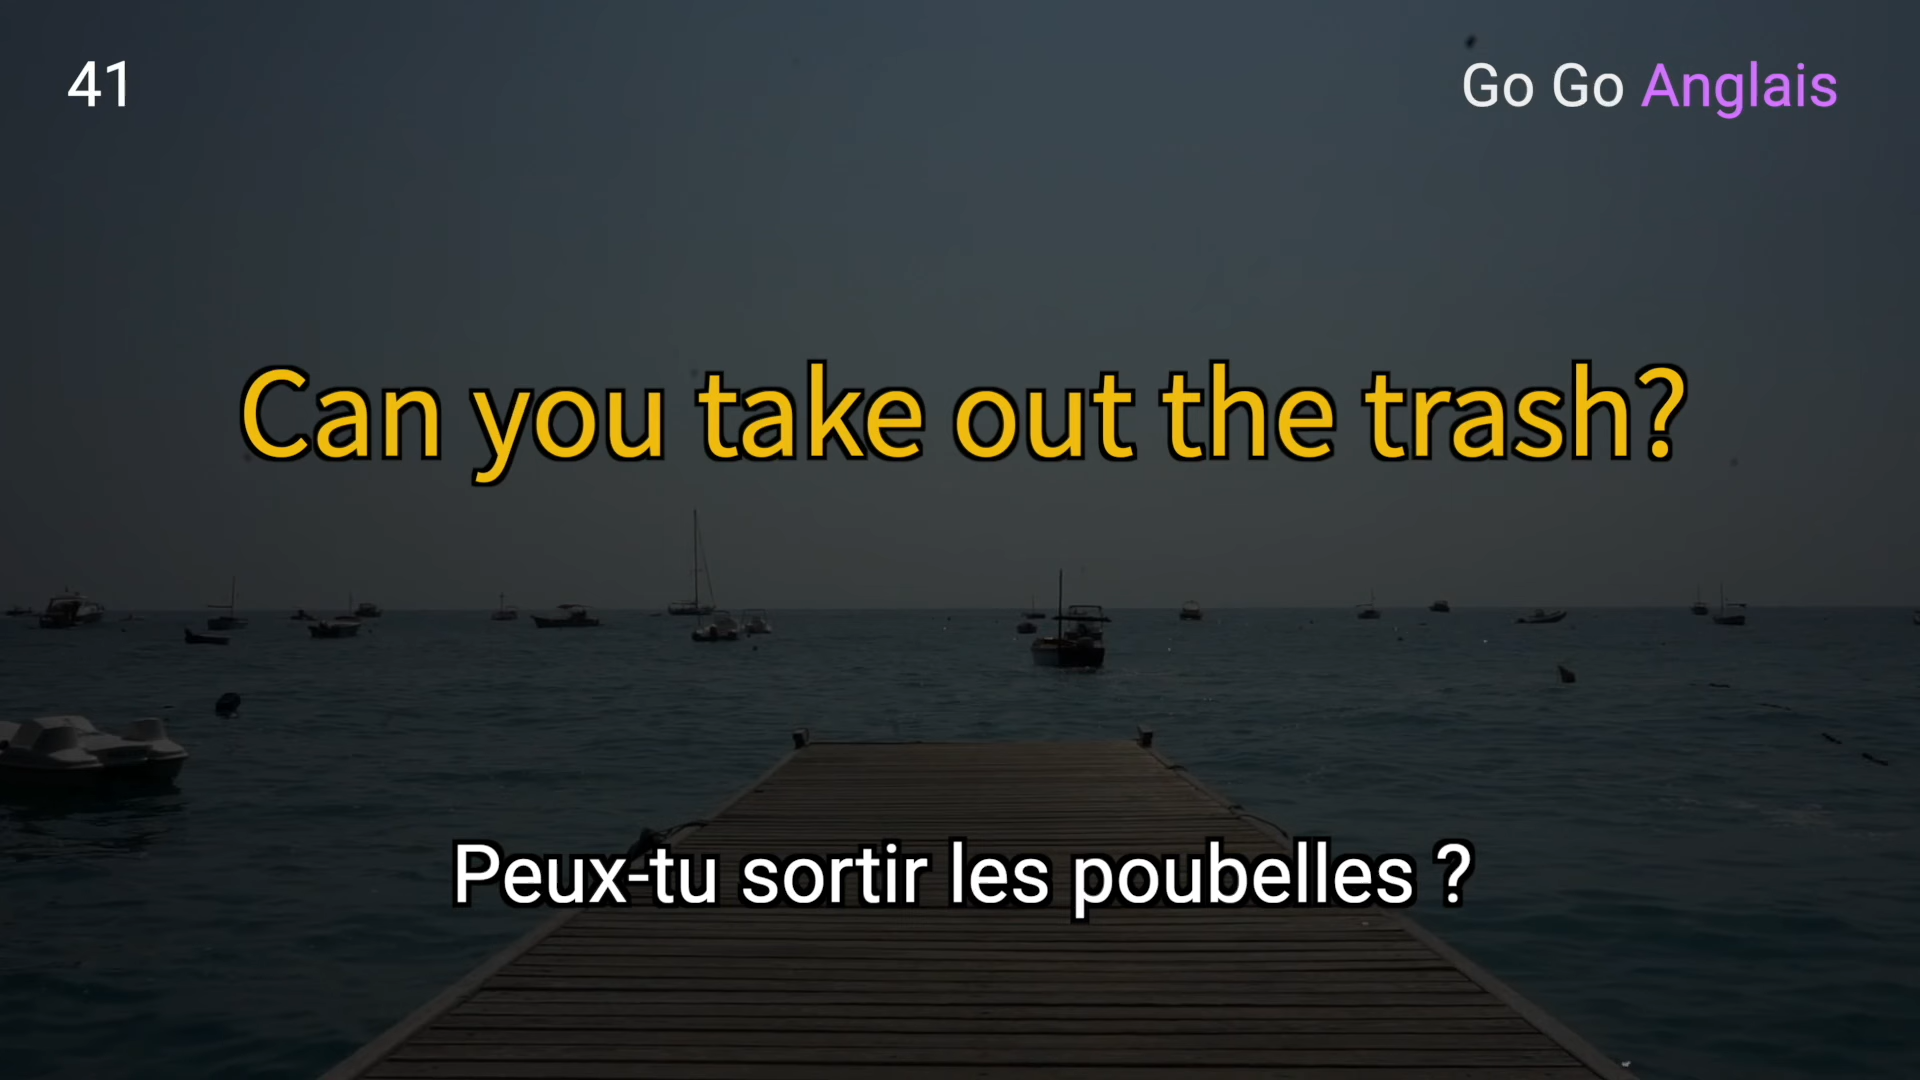 41
Go Go Anglais
Can you take out the trash?
Peux-tu sortir les poubelles ?